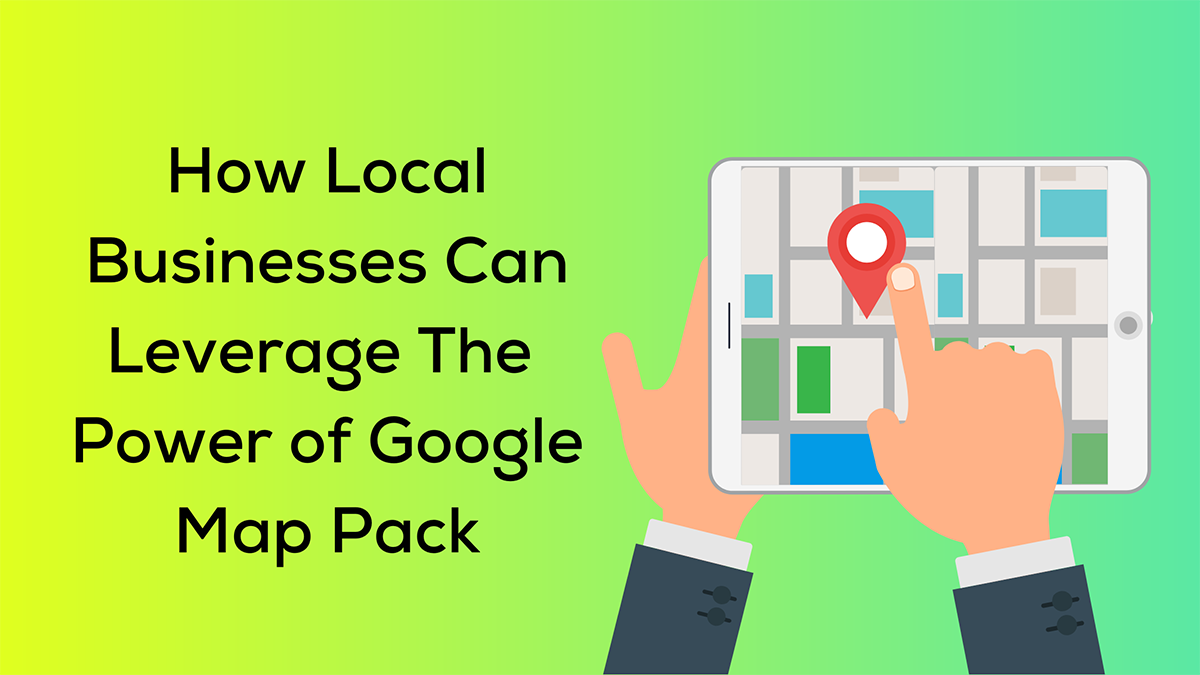 How Local
Businesses Can
Leverage The
Power of Google
Map Pack